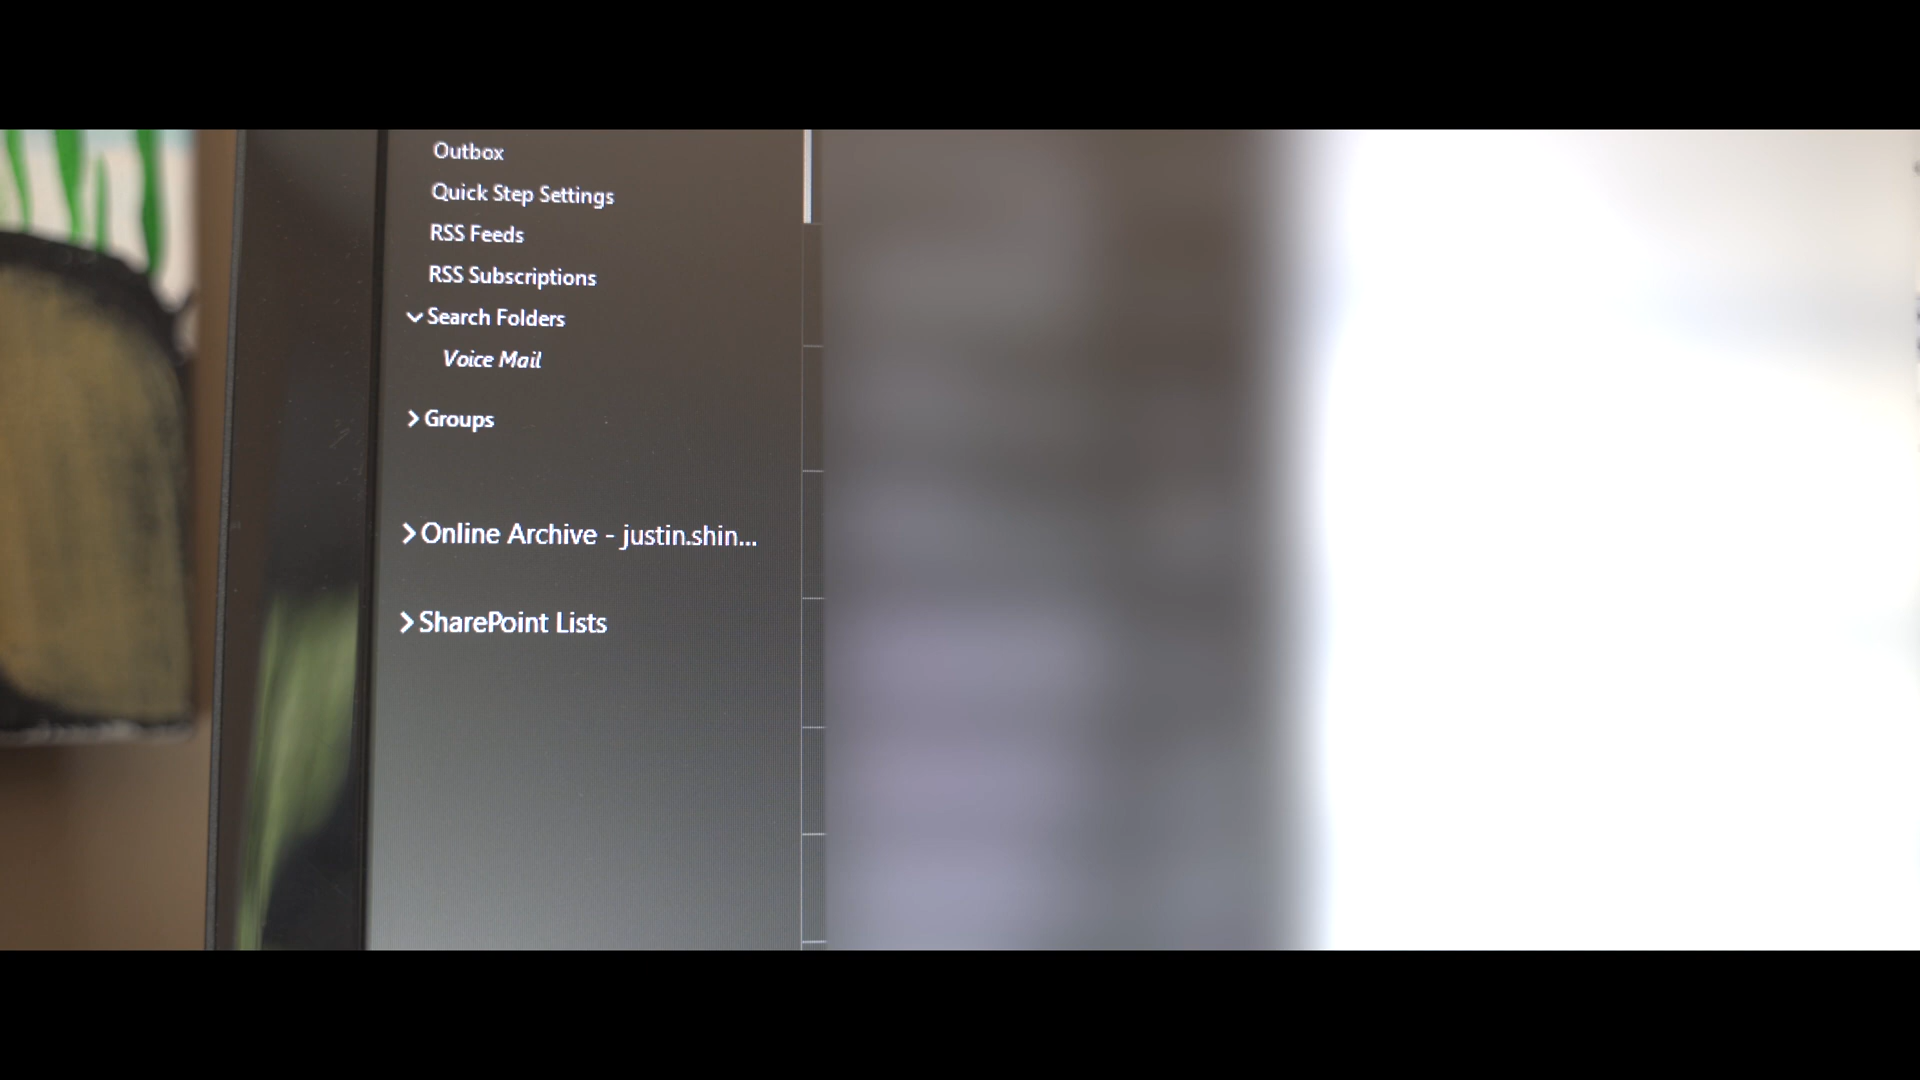 Outbox
Quick Step Settings
RSS Feeds
RSS Subscriptions
Search Folders
Voice Mail
Groups
Online Archive - justin.shin...
SharePoint Lists